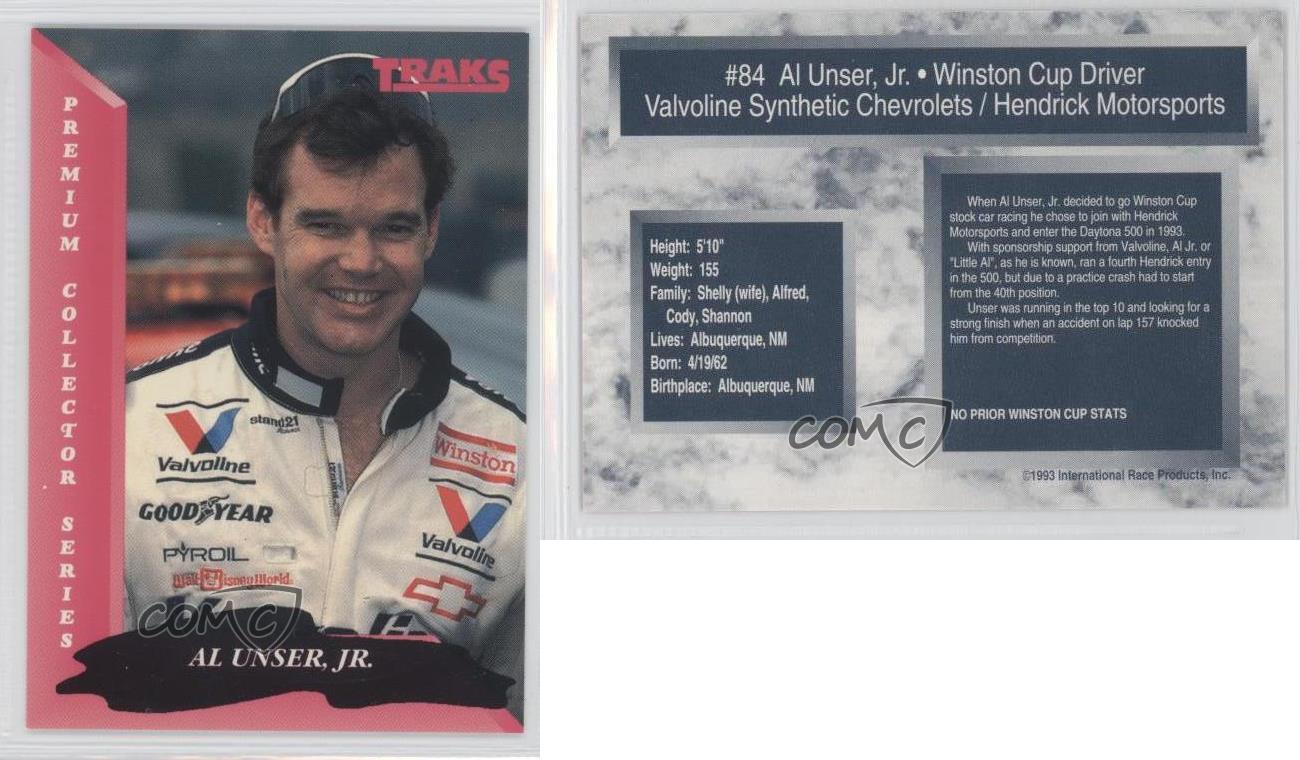 TRAKS
PREMIUM COLLECTOR SERIES
stand21
Valvoline
Winston
GOODYEAR
Valvoline
PYROIL
Walt Disney World
COMC
AL UNSER, JR.
#84 Al Unser, Jr. • Winston Cup Driver
Valvoline Synthetic Chevrolets / Hendrick Motorsports
Height: 5'10"
Weight: 155
Family: Shelly (wife), Alfred,
Cody, Shannon
Lives: Albuquerque, NM
Born: 4/19/62
Birthplace: Albuquerque, NM
When Al Unser, Jr. decided to go Winston Cup
stock car racing he chose to join with Hendrick
Motorsports and enter the Daytona 500 in 1993.
With sponsorship support from Valvoline, Al Jr. or
"Little Al", as he is known, ran a fourth Hendrick entry
in the 500, but due to a practice crash had to start
from the 40th position.
Unser was running in the top 10 and looking for a
strong finish when an accident on lap 157 knocked
him from competition.
NO PRIOR WINSTON CUP STATS
COMC
©1993 International Race Products, Inc.